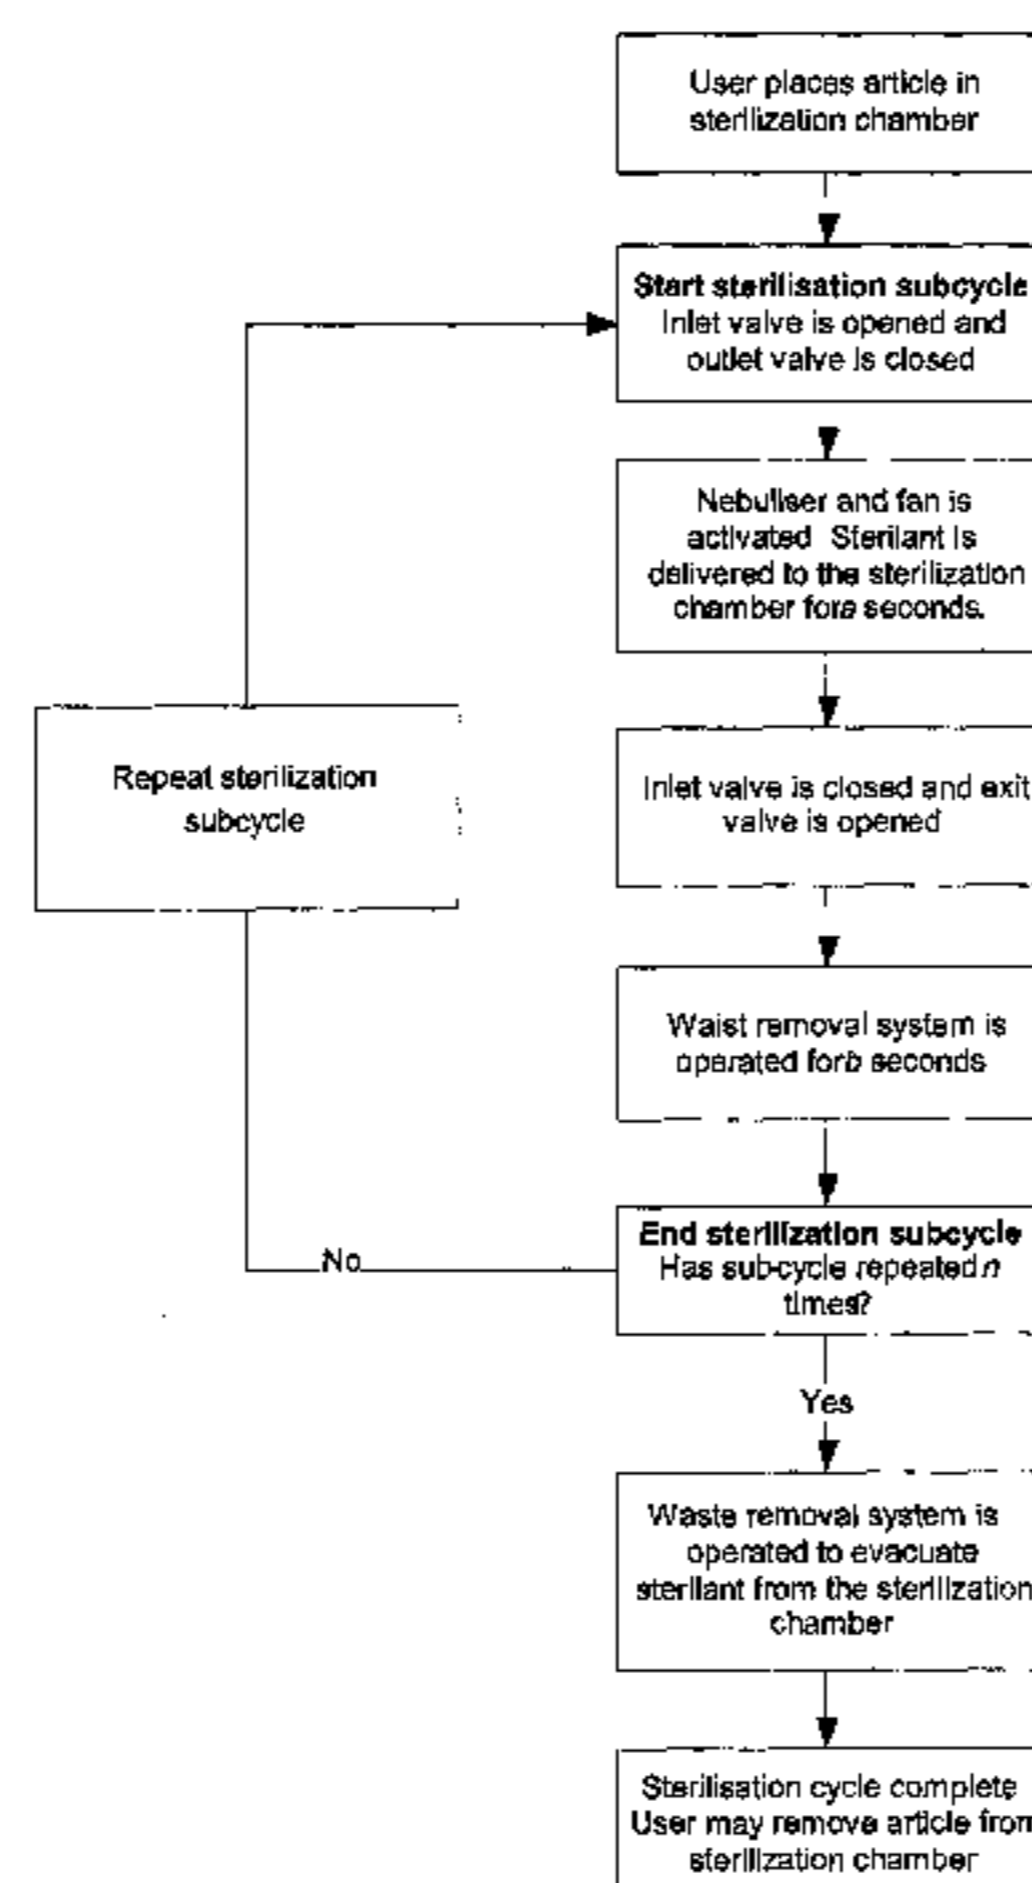 User places article in
sterilization chamber
Start sterilisation subcycle
Inlet valve is opened and
outlet valve is closed
Nebuliser and fan is
activated Sterilant is
delivered to the sterilization
chamber for a seconds.
Inlet valve is closed and exit
valve is opened
Repeat sterilization
subcycle
Waist removal system is
operated for b seconds
End sterilization subcycle
Has subcycle repeated n
times?
No
Yes
Waste removal system is
operated to evacuate
sterilant from the sterilization
chamber
Sterilisation cycle complete
User may remove article from
sterilization chamber